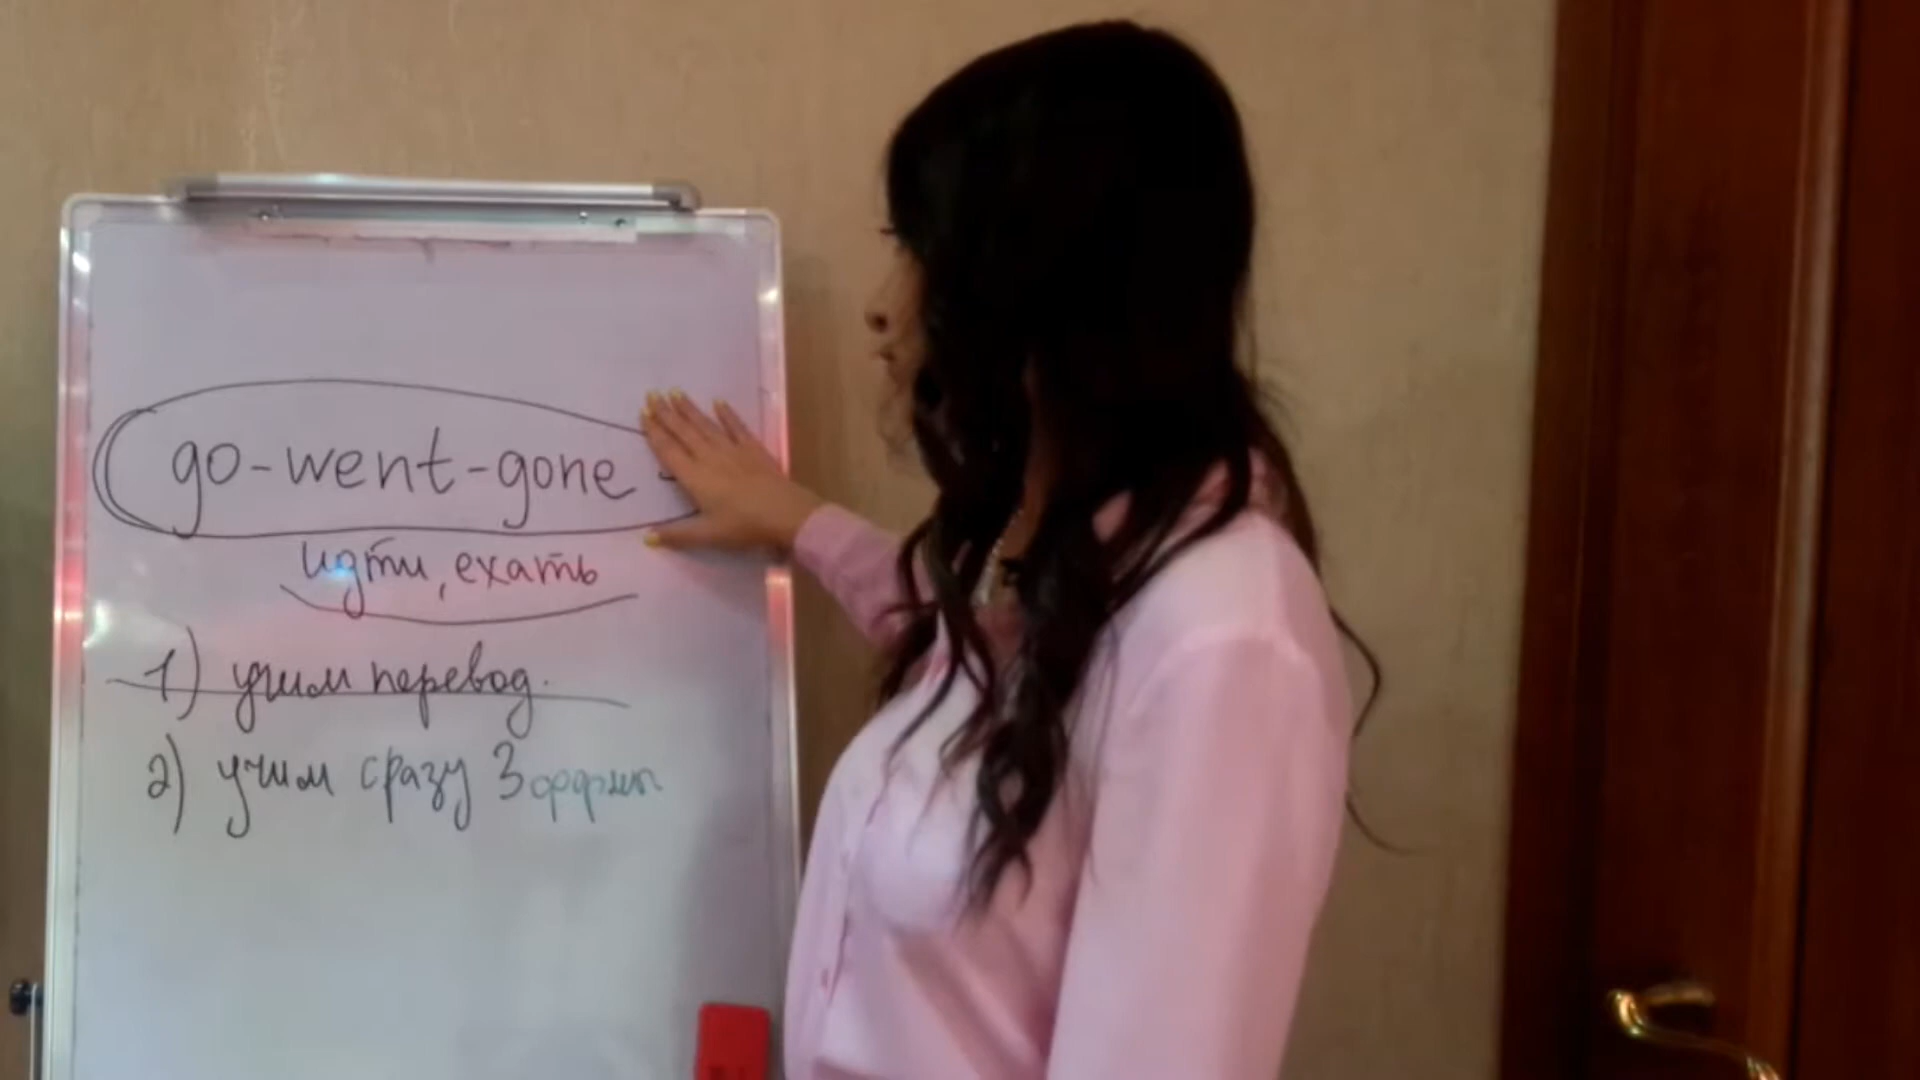 go-went-gone -
идти, ехать
1) учим перевод.
2) учим сразу 3 формы